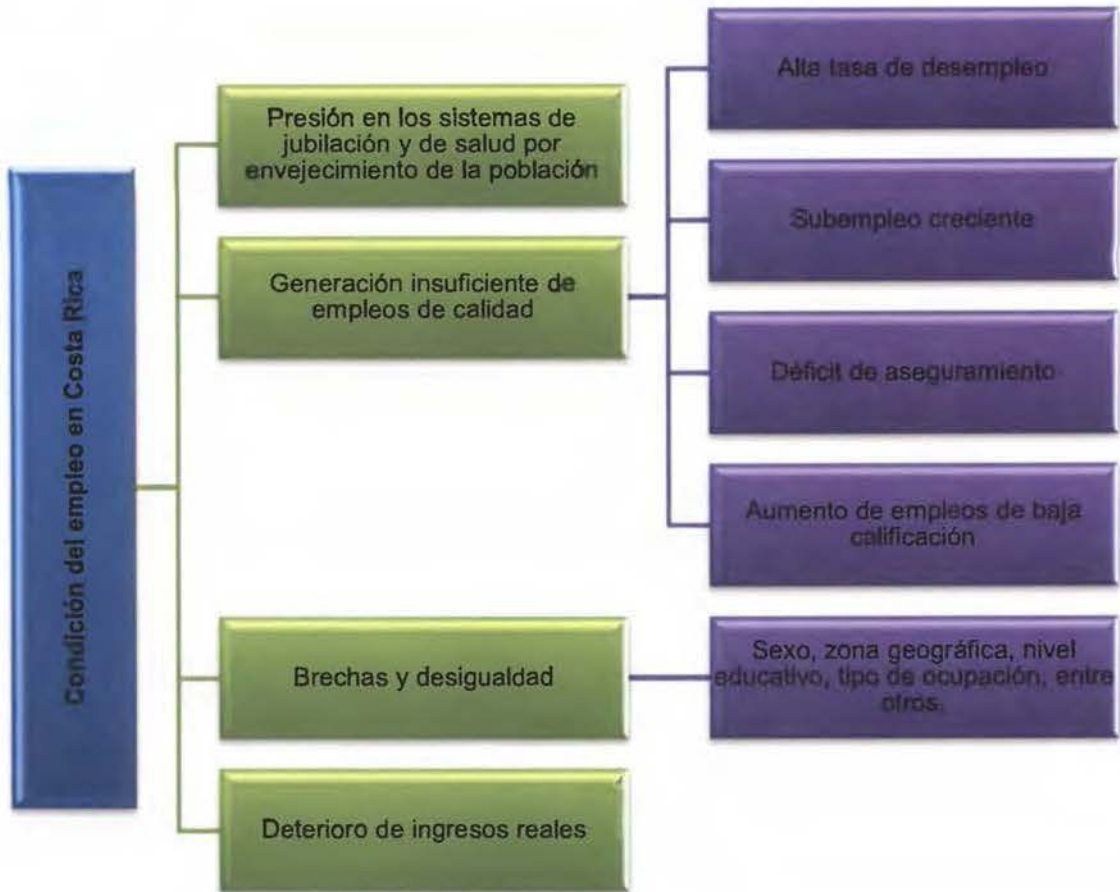 Condición del empleo en Costa Rica
Presión en los sistemas de
jubilación y de salud por
envejecimiento de la población
Generación insuficiente de
empleos de calidad
Alta tasa de desempleo
Subempleo creciente
Déficit de aseguramiento
Aumento de empleos de baja
calificación
Brechas y desigualdad
Sexo, zona geográfica, nivel
educativo, tipo de ocupación, entre
otros.
Deterioro de ingresos reales